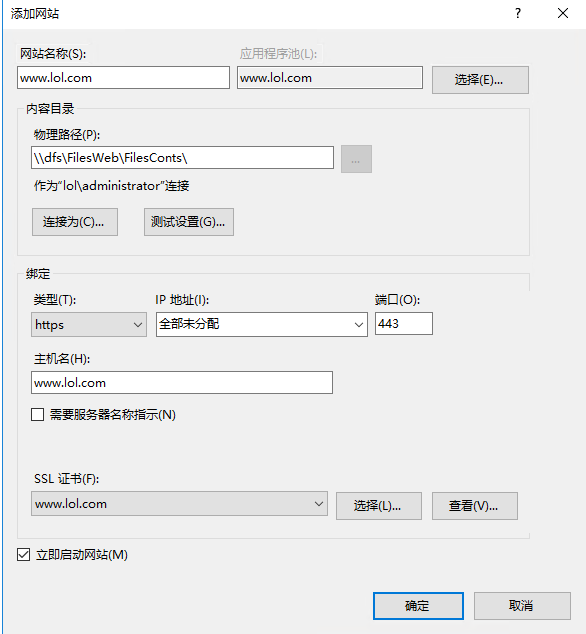 添加网站 ?
网站名称(S): 应用程序池(L):
www.lol.com www.lol.com 选择(E)...
内容目录
物理路径(P):
\\dfs\FilesWeb\FilesConts\ ...
作为“lol\administrator”连接
连接为(C)... 测试设置(G)...
绑定
类型(T): IP 地址(I): 端口(O):
https 全部未分配 443
主机名(H):
www.lol.com
需要服务器名称指示(N)
SSL 证书(F):
www.lol.com 选择(L)... 查看(V)...
立即启动网站(M)
确定 取消